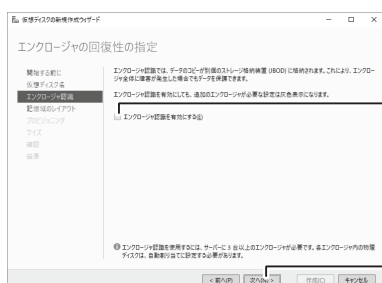 仮想ディスクの新規作成ウィザード
エンクロージャの回復性の指定
開始する前に
仮想ディスク名
エンクロージャ認識
記憶域のレイアウト
プロビジョニング
サイズ
確認
結果
エンクロージャ認識では、データのコピーが別個のストレージ格納装置 (JBOD) に格納されます。これにより、エンクロー
ジャ全体に障害が発生した場合でもデータを保護できます。
エンクロージャ認識を有効にしても、追加のエンクロージャが必要な設定は灰色表示になります。
エンクロージャ認識を有効にする(E)
エンクロージャ認識を使用するには、サーバーに 3 台以上のエンクロージャが必要です。各エンクロージャ内の物理
ディスクは、自動割り当てに設定する必要があります。
< 前へ(P)
次へ(N) >
作成(C)
キャンセル